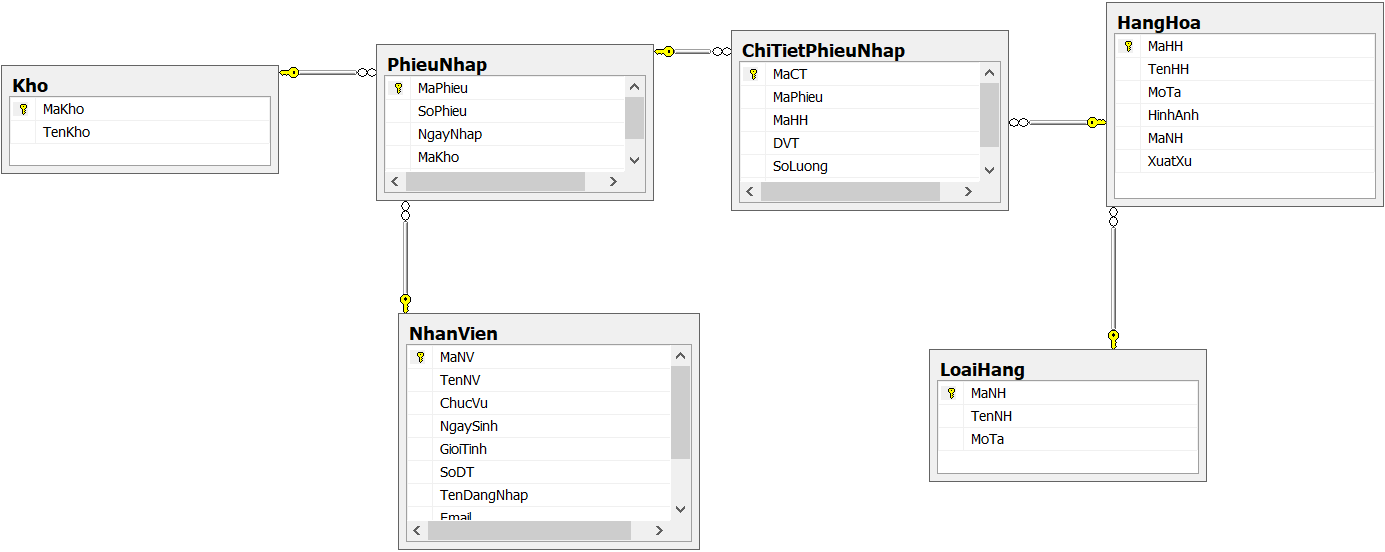 Kho
MaKho
TenKho
PhieuNhap
MaPhieu
SoPhieu
NgayNhap
MaKho
ChiTietPhieuNhap
MaCT
MaPhieu
MaHH
DVT
SoLuong
HangHoa
MaHH
TenHH
MoTa
HinhAnh
MaNH
XuatXu
NhanVien
MaNV
TenNV
ChucVu
NgaySinh
GioiTinh
SoDT
TenDangNhap
Email
LoaiHang
MaNH
TenNH
MoTa